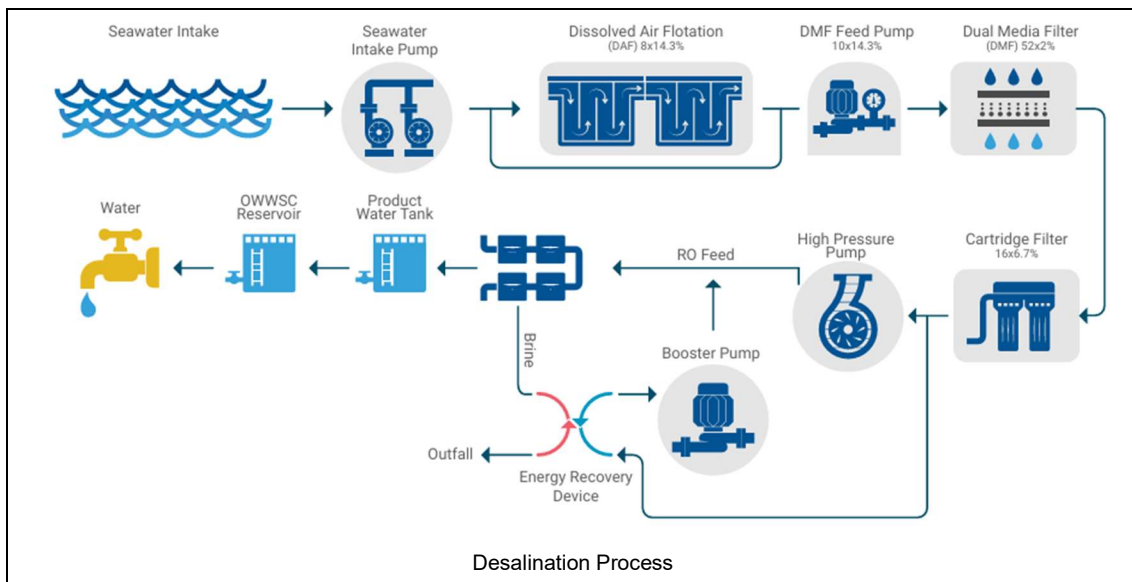 Seawater Intake
Seawater
Intake Pump
Dissolved Air Flotation
(DAF) 8x14.3%
DMF Feed Pump
10x14.3%
Dual Media Filter
(DMF) 52x2%
Water
OWWSC
Reservoir
Product
Water Tank
RO Feed
High Pressure
Pump
Cartridge Filter
16x6.7%
Brine
Booster Pump
Outfall
Energy Recovery
Device
Desalination Process